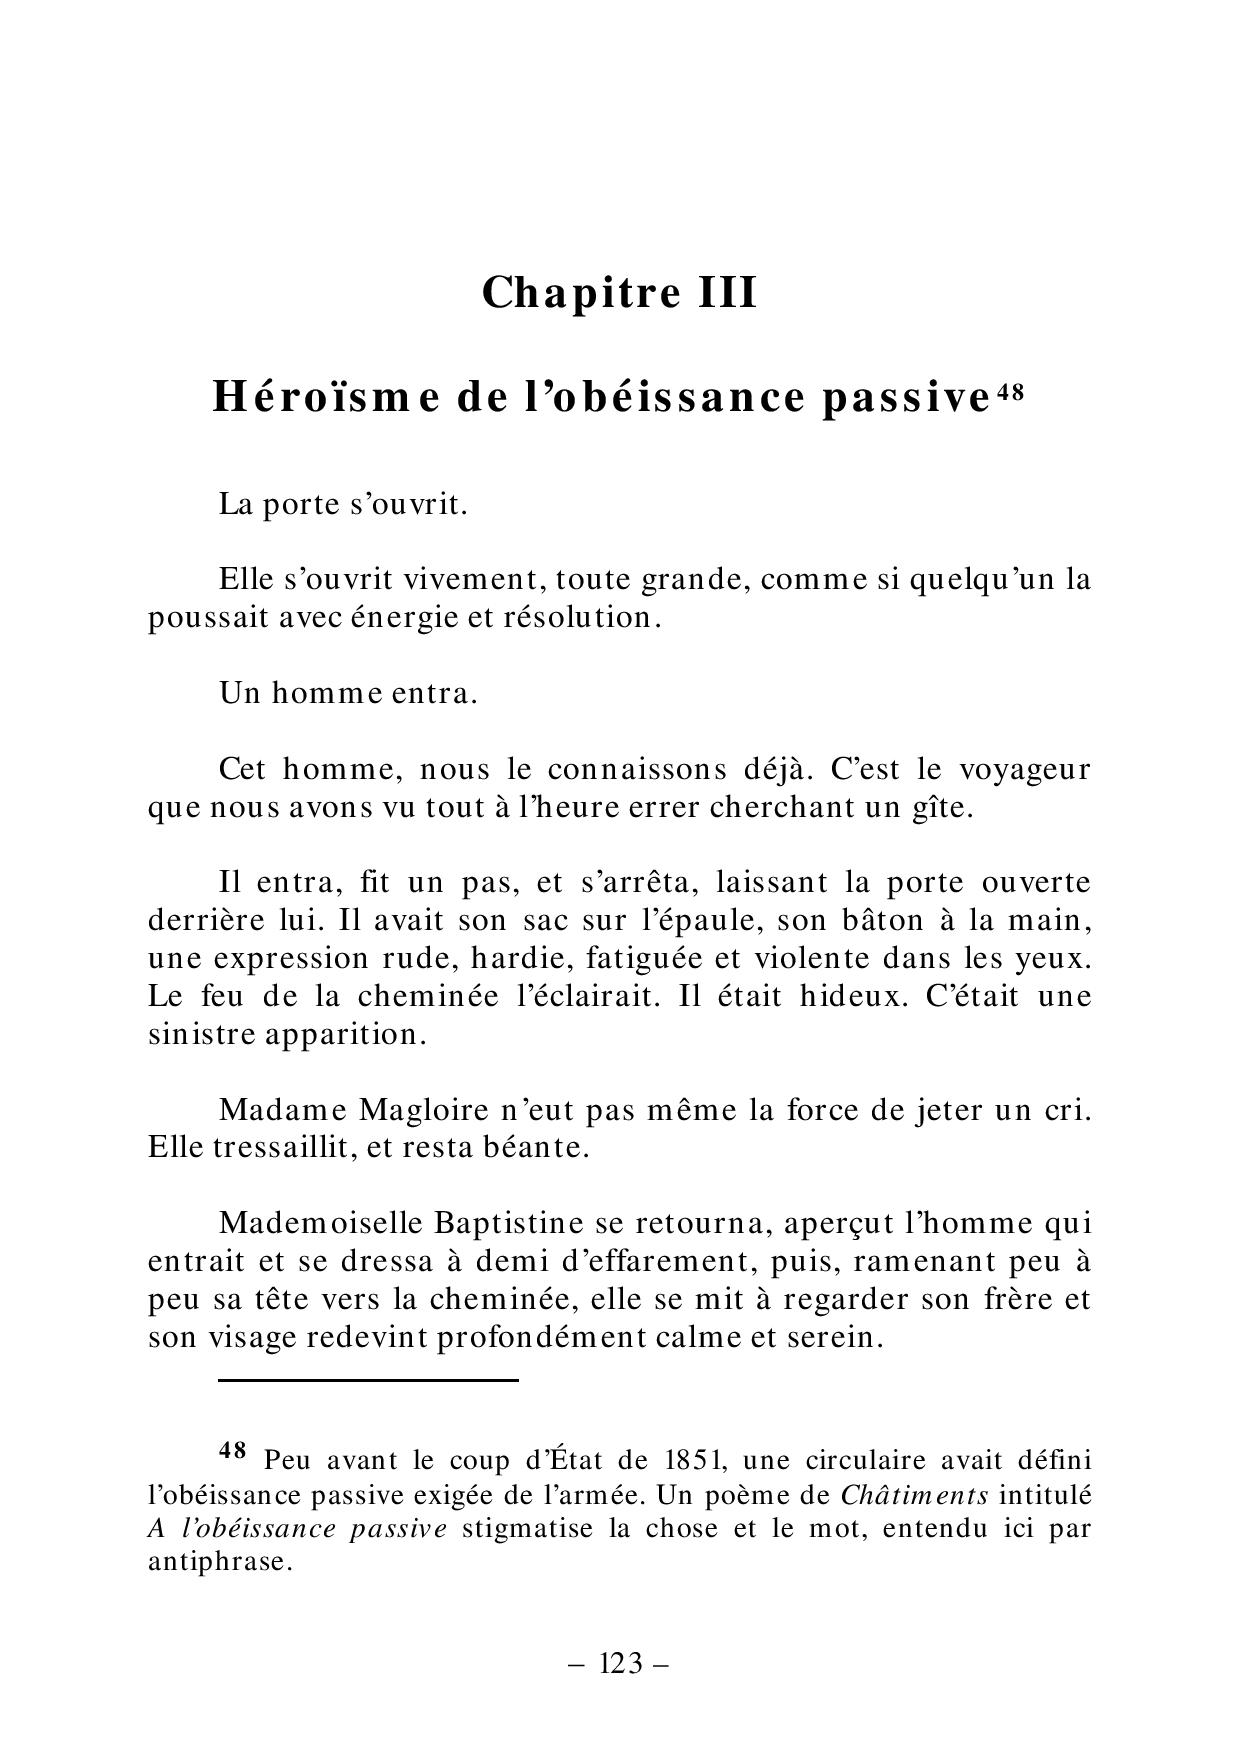 Chapitre III
Héroïsme de l’obéissance passive48
La porte s’ouvrit.
Elle s’ouvrit vivement, toute grande, comme si quelqu’un la
poussait avec énergie et résolution.
Un homme entra.
Cet homme, nous le connaissons déjà. C’est le voyageur
que nous avons vu tout à l’heure errer cherchant un gîte.
Il entra, fit un pas, et s’arrêta, laissant la porte ouverte
derrière lui. Il avait son sac sur l’épaule, son bâton à la main,
une expression rude, hardie, fatiguée et violente dans les yeux.
Le feu de la cheminée l’éclairait. Il était hideux. C’était une
sinistre apparition.
Madame Magloire n’eut pas même la force de jeter un cri.
Elle tressaillit, et resta béante.
Mademoiselle Baptistine se retourna, aperçut l’homme qui
entrait et se dressa à demi d’effarement, puis, ramenant peu à
peu sa tête vers la cheminée, elle se mit à regarder son frère et
son visage redevint profondément calme et serein.
48 Peu avant le coup d’État de 1851, une circulaire avait défini
l’obéissance passive exigée de l’armée. Un poème de Châtiments intitulé
A l’obéissance passive stigmatise la chose et le mot, entendu ici par
antiphrase.
– 123 –